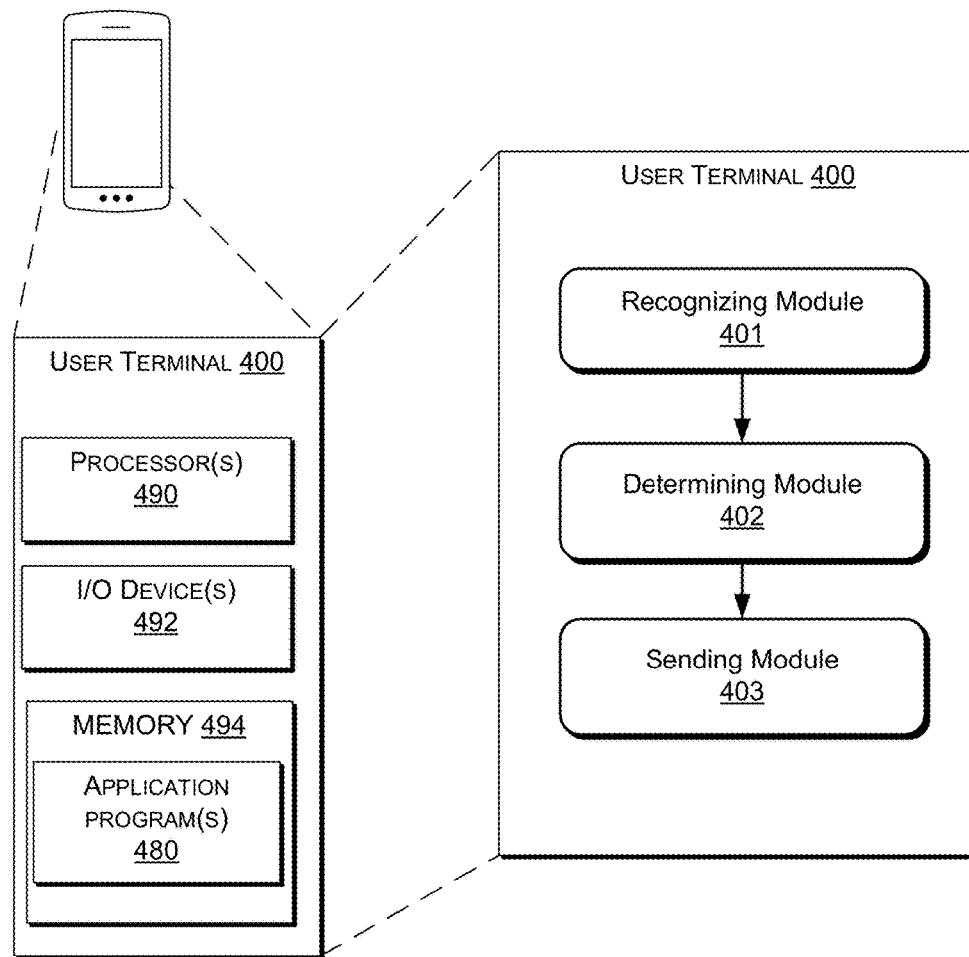 USER TERMINAL 400
PROCESSOR(S)
490
I/O DEVICE(S)
492
MEMORY 494
APPLICATION
PROGRAM(S)
480
USER TERMINAL 400
Recognizing Module
401
Determining Module
402
Sending Module
403